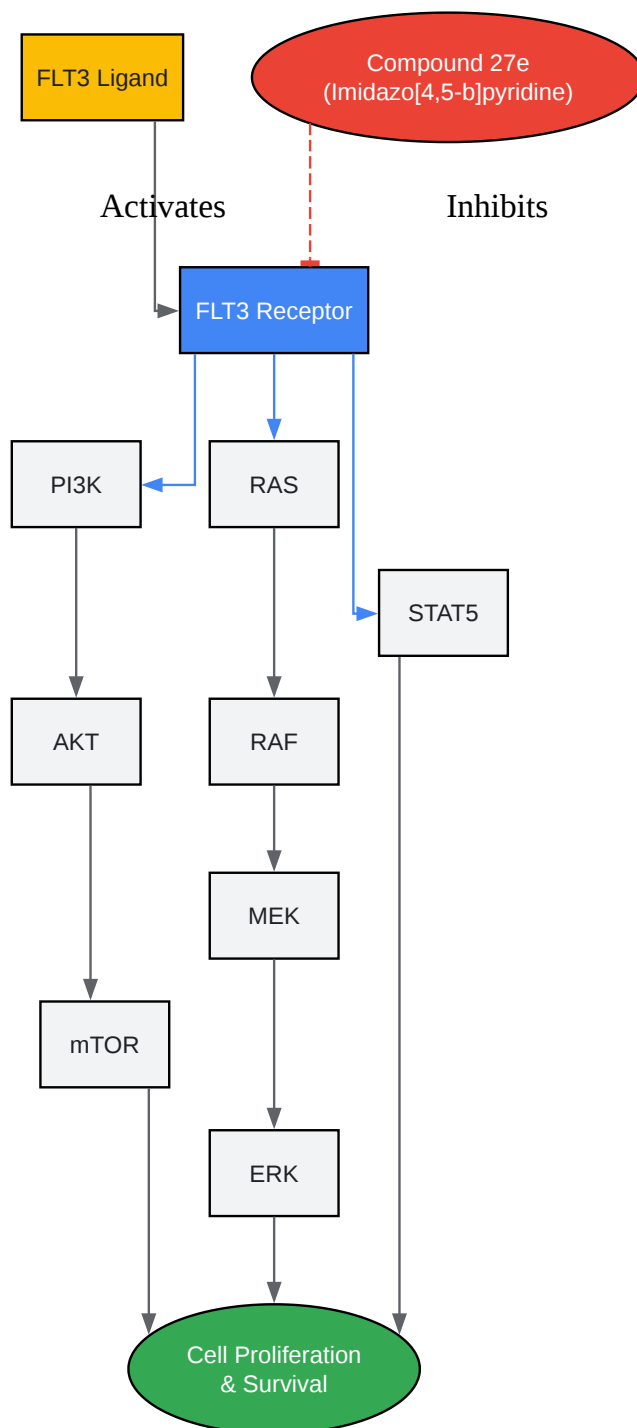 FLT3 Ligand
Compound 27e
(Imidazo[4,5-b]pyridine)
Activates
Inhibits
FLT3 Receptor
PI3K
RAS
STAT5
AKT
RAF
MEK
mTOR
ERK
Cell Proliferation
& Survival